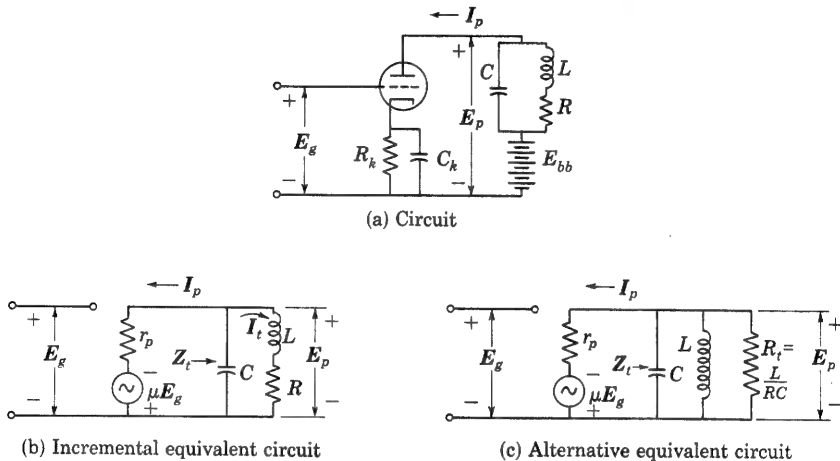 I_p
+
C
L
+
E_p
R
E_g
R_k
C_k
E_bb
−
−
(a) Circuit
I_p
+
r_p
I_t
L
+
E_g
Z_t
C
E_p
−
R
μE_g
−
+
−
(b) Incremental equivalent circuit
I_p
+
r_p
L
R_t=
+
E_g
Z_t
C
L
RC
E_p
−
μE_g
−
+
−
(c) Alternative equivalent circuit